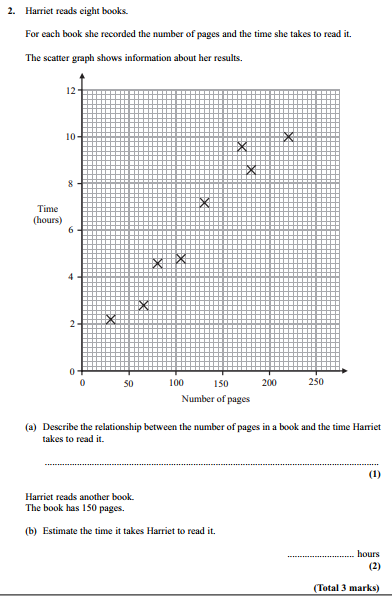 2. Harriet reads eight books.
For each book she recorded the number of pages and the time she takes to read it.
The scatter graph shows information about her results.
12
10
8
Time
(hours)
6
4
2
0
0 50 100 150 200 250
Number of pages
(a) Describe the relationship between the number of pages in a book and the time Harriet
takes to read it.
(1)
Harriet reads another book.
The book has 150 pages.
(b) Estimate the time it takes Harriet to read it.
hours
(2)
(Total 3 marks)